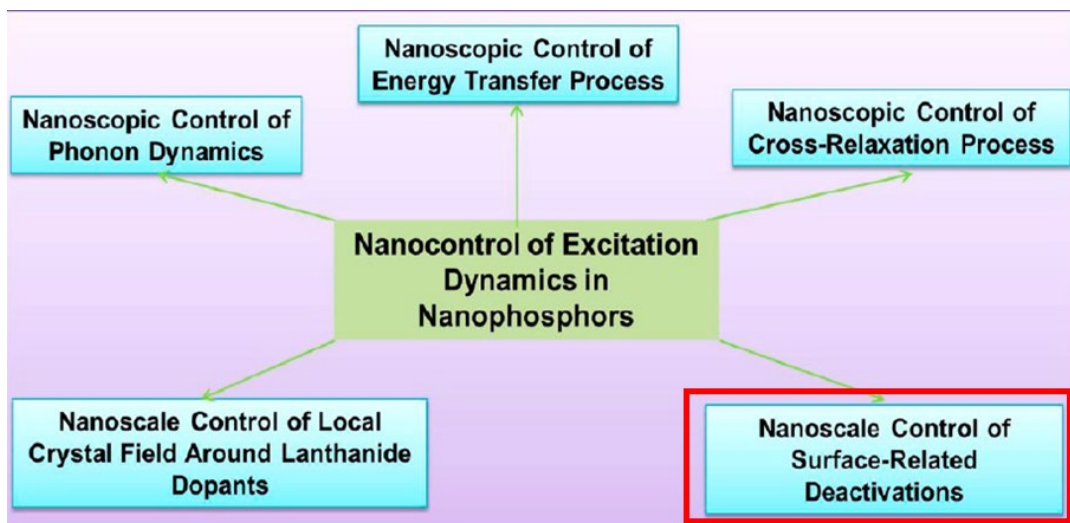 Nanoscopic Control of
Energy Transfer Process
Nanoscopic Control of
Phonon Dynamics
Nanoscopic Control of
Cross-Relaxation Process
Nanocontrol of Excitation
Dynamics in
Nanophosphors
Nanoscale Control of Local
Crystal Field Around Lanthanide
Dopants
Nanoscale Control of
Surface-Related
Deactivations